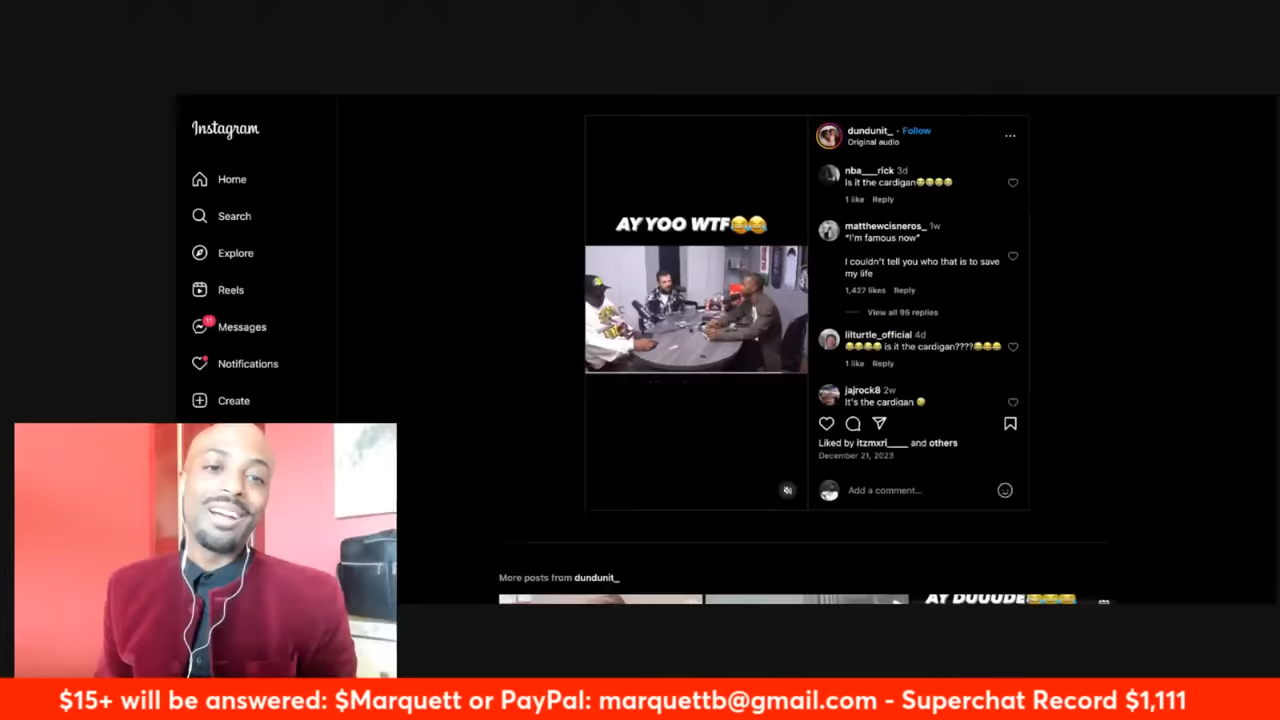 Instagram
Home
Search
Explore
Reels
11
Messages
Notifications
Create
AY YOO WTF😂😂
dundunit_ • Follow
Original audio
nba___rick 3d
Is it the cardigan😂😂😂😂
1 like Reply
matthewcisneros_ 1w
"I'm famous now"
I couldn't tell you who that is to save
my life
1,427 likes Reply
View all 95 replies
lilturtle_official 4d
😂😂😂😂 is it the cardigan????😂😂😂
1 like Reply
jajrock8 2w
It's the cardigan 🤣
Liked by itzmxri____ and others
December 21, 2023
Add a comment...
More posts from dundunit_
AY DUUUDE😂😂😂
$15+ will be answered: $Marquett or PayPal: marquettb@gmail.com - Superchat Record $1,111